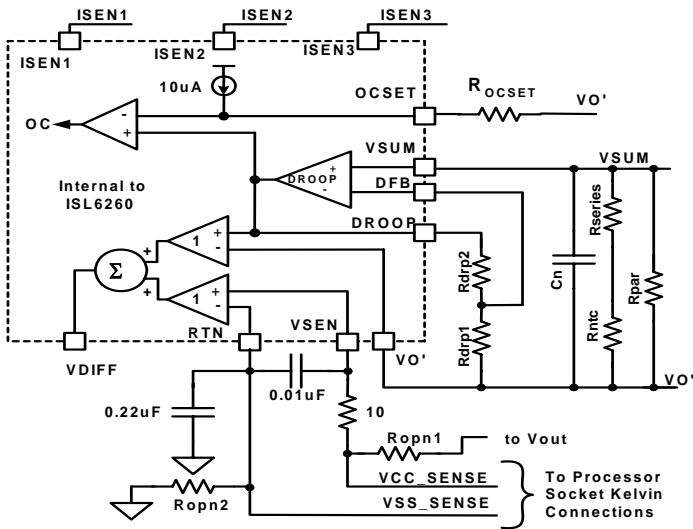 ISEN1 ISEN2 ISEN3
ISEN1
ISEN2
ISEN3
10uA
OCSET
ROCSET
VO'
OC
-
+
VSUM
VSUM
DROOP
+
-
DFB
Internal to
ISL6260
DROOP
Rseries
Cn
Rpar
Rdrp2
1
+
-
Σ
+
+
1
+
-
Rdrp1
Rntc
RTN
VSEN
VO'
VO'
VDIFF
0.01uF
0.22uF
10
Ropn1
to Vout
VCC_SENSE
To Processor
Socket Kelvin
Connections
Ropn2
VSS_SENSE